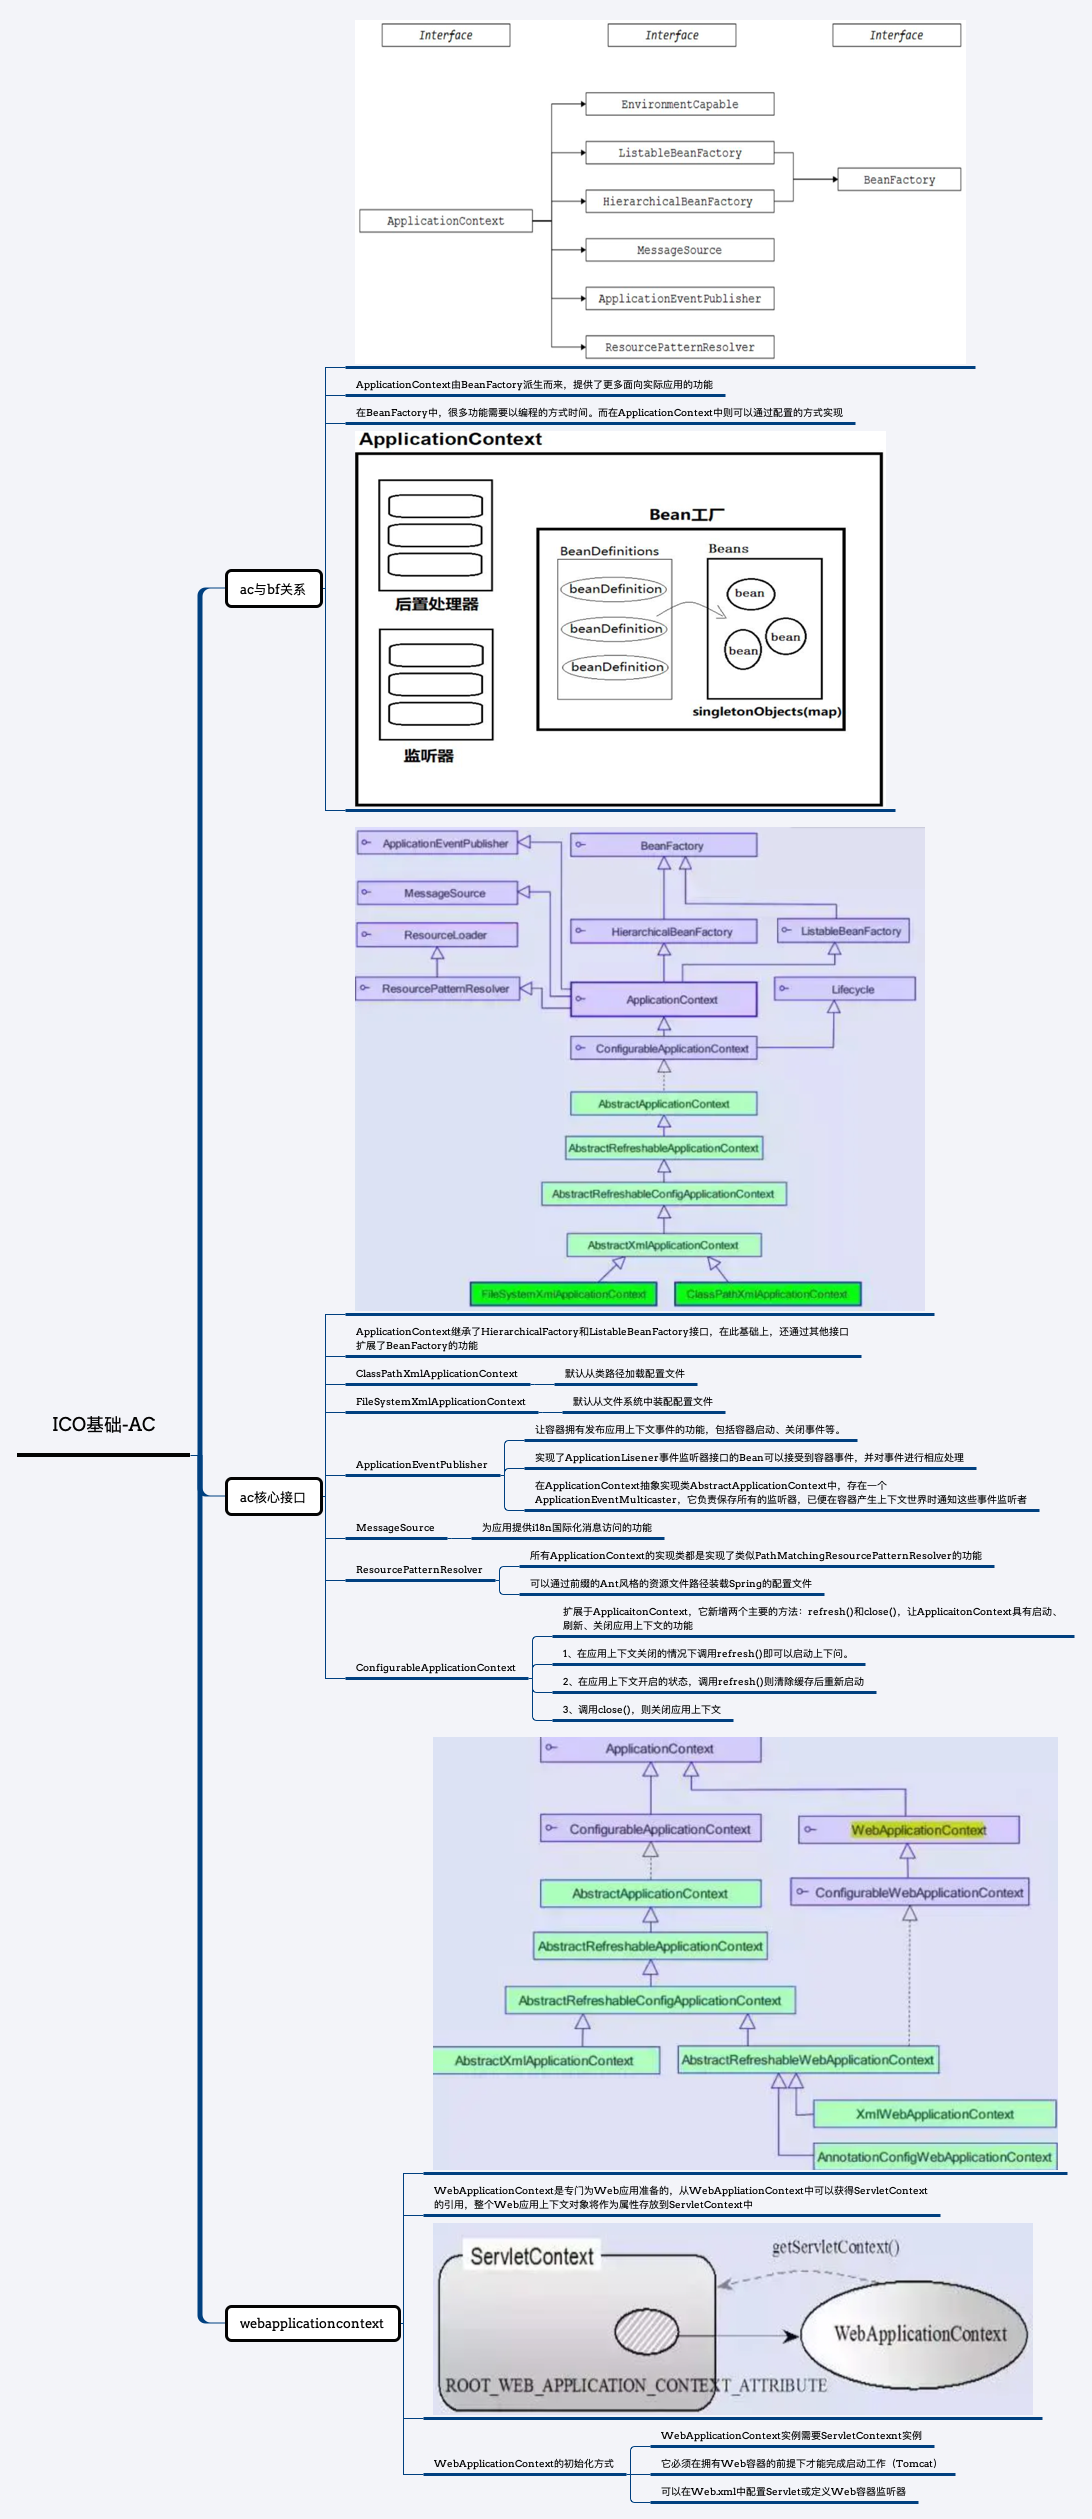 Interface
Interface
Interface
EnvironmentCapable
ListableBeanFactory
BeanFactory
HierarchicalBeanFactory
ApplicationContext
MessageSource
ApplicationEventPublisher
ResourcePatternResolver
ApplicationContext由BeanFactory派生而来，提供了更多面向实际应用的功能
在BeanFactory中，很多功能需要以编程的方式时间。而在ApplicationContext中则可以通过配置的方式实现
ApplicationContext
Bean工厂
BeanDefinitions
Beans
beanDefinition
bean
后置处理器
beanDefinition
bean
bean
beanDefinition
singletonObjects(map)
监听器
ac与bf关系
ApplicationEventPublisher
BeanFactory
MessageSource
ResourceLoader
HierarchicalBeanFactory
ListableBeanFactory
ResourcePatternResolver
ApplicationContext
Lifecycle
ConfigurableApplicationContext
AbstractApplicationContext
AbstractRefreshableApplicationContext
AbstractRefreshableConfigApplicationContext
AbstractXmlApplicationContext
FileSystemXmlApplicationContext
ClassPathXmlApplicationContext
ApplicationContext继承了HierarchicalFactory和ListableBeanFactory接口，在此基础上，还通过其他接口
扩展了BeanFactory的功能
ClassPathXmlApplicationContext
默认从类路径加载配置文件
FileSystemXmlApplicationContext
默认从文件系统中装配配置文件
ICO基础-AC
ac核心接口
ApplicationEventPublisher
让容器拥有发布应用上下文事件的功能，包括容器启动、关闭事件等。
实现了ApplicationLisener事件监听器接口的Bean可以接受到容器事件，并对事件进行相应处理
在ApplicationContext抽象实现类AbstractApplicationContext中，存在一个
ApplicationEventMulticaster，它负责保存所有的监听器，已便在容器产生上下文世界时通知这些事件监听者
MessageSource
为应用提供i18n国际化消息访问的功能
ResourcePatternResolver
所有ApplicationContext的实现类都是实现了类似PathMatchingResourcePatternResolver的功能
可以通过前缀的Ant风格的资源文件路径装载Spring的配置文件
ConfigurableApplicationContext
扩展于ApplicaitonContext，它新增两个主要的方法：refresh()和close()，让ApplicaitonContext具有启动、
刷新、关闭应用上下文的功能
1、在应用上下文关闭的情况下调用refresh()即可以启动上下问。
2、在应用上下文开启的状态，调用refresh()则清除缓存后重新启动
3、调用close()，则关闭应用上下文
ApplicationContext
ConfigurableApplicationContext
WebApplicationContext
AbstractApplicationContext
ConfigurableWebApplicationContext
AbstractRefreshableApplicationContext
AbstractRefreshableConfigApplicationContext
AbstractXmlApplicationContext
AbstractRefreshableWebApplicationContext
XmlWebApplicationContext
AnnotationConfigWebApplicationContext
WebApplicationContext是专门为Web应用准备的，从WebAppliationContext中可以获得ServletContext
的引用，整个Web应用上下文对象将作为属性存放到ServletContext中
ServletContext
getServletContext()
WebApplicationContext
ROOT_WEB_APPLICATION_CONTEXT_ATTRIBUTE
webapplicationcontext
WebApplicationContext的初始化方式
WebApplicationContext实例需要ServletContexnt实例
它必须在拥有Web容器的前提下才能完成启动工作（Tomcat）
可以在Web.xml中配置Servlet或定义Web容器监听器